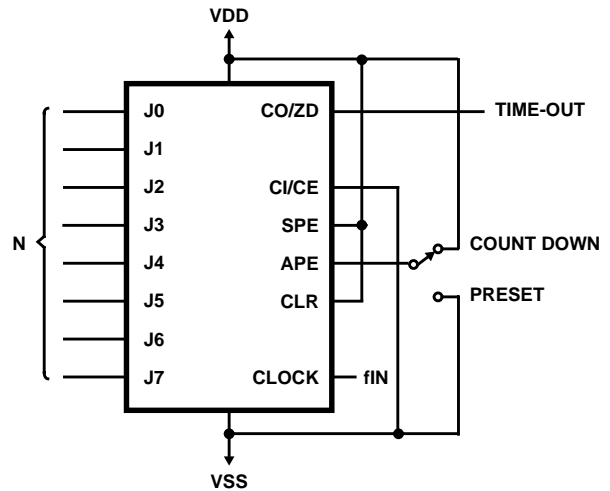 VDD
J0 CO/ZD TIME-OUT
J1
J2 CI/CE
J3 SPE
N J4 APE COUNT DOWN
J5 CLR PRESET
J6
J7 CLOCK fIN
VSS